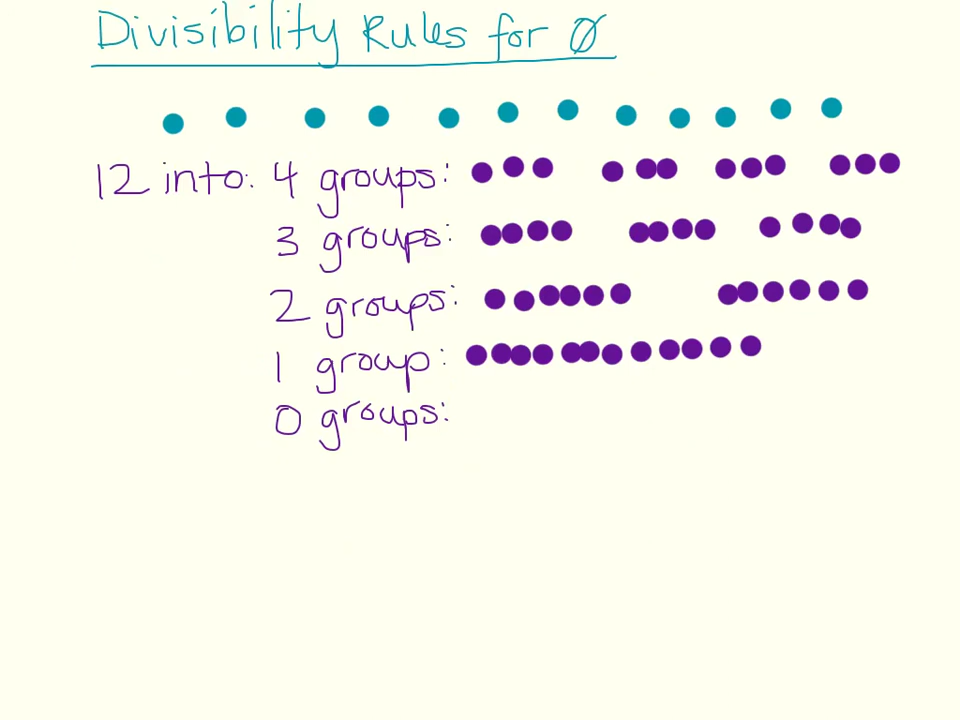 Divisibility Rules for 0
12 into: 4 groups:
3 groups:
2 groups:
1 group:
0 groups: